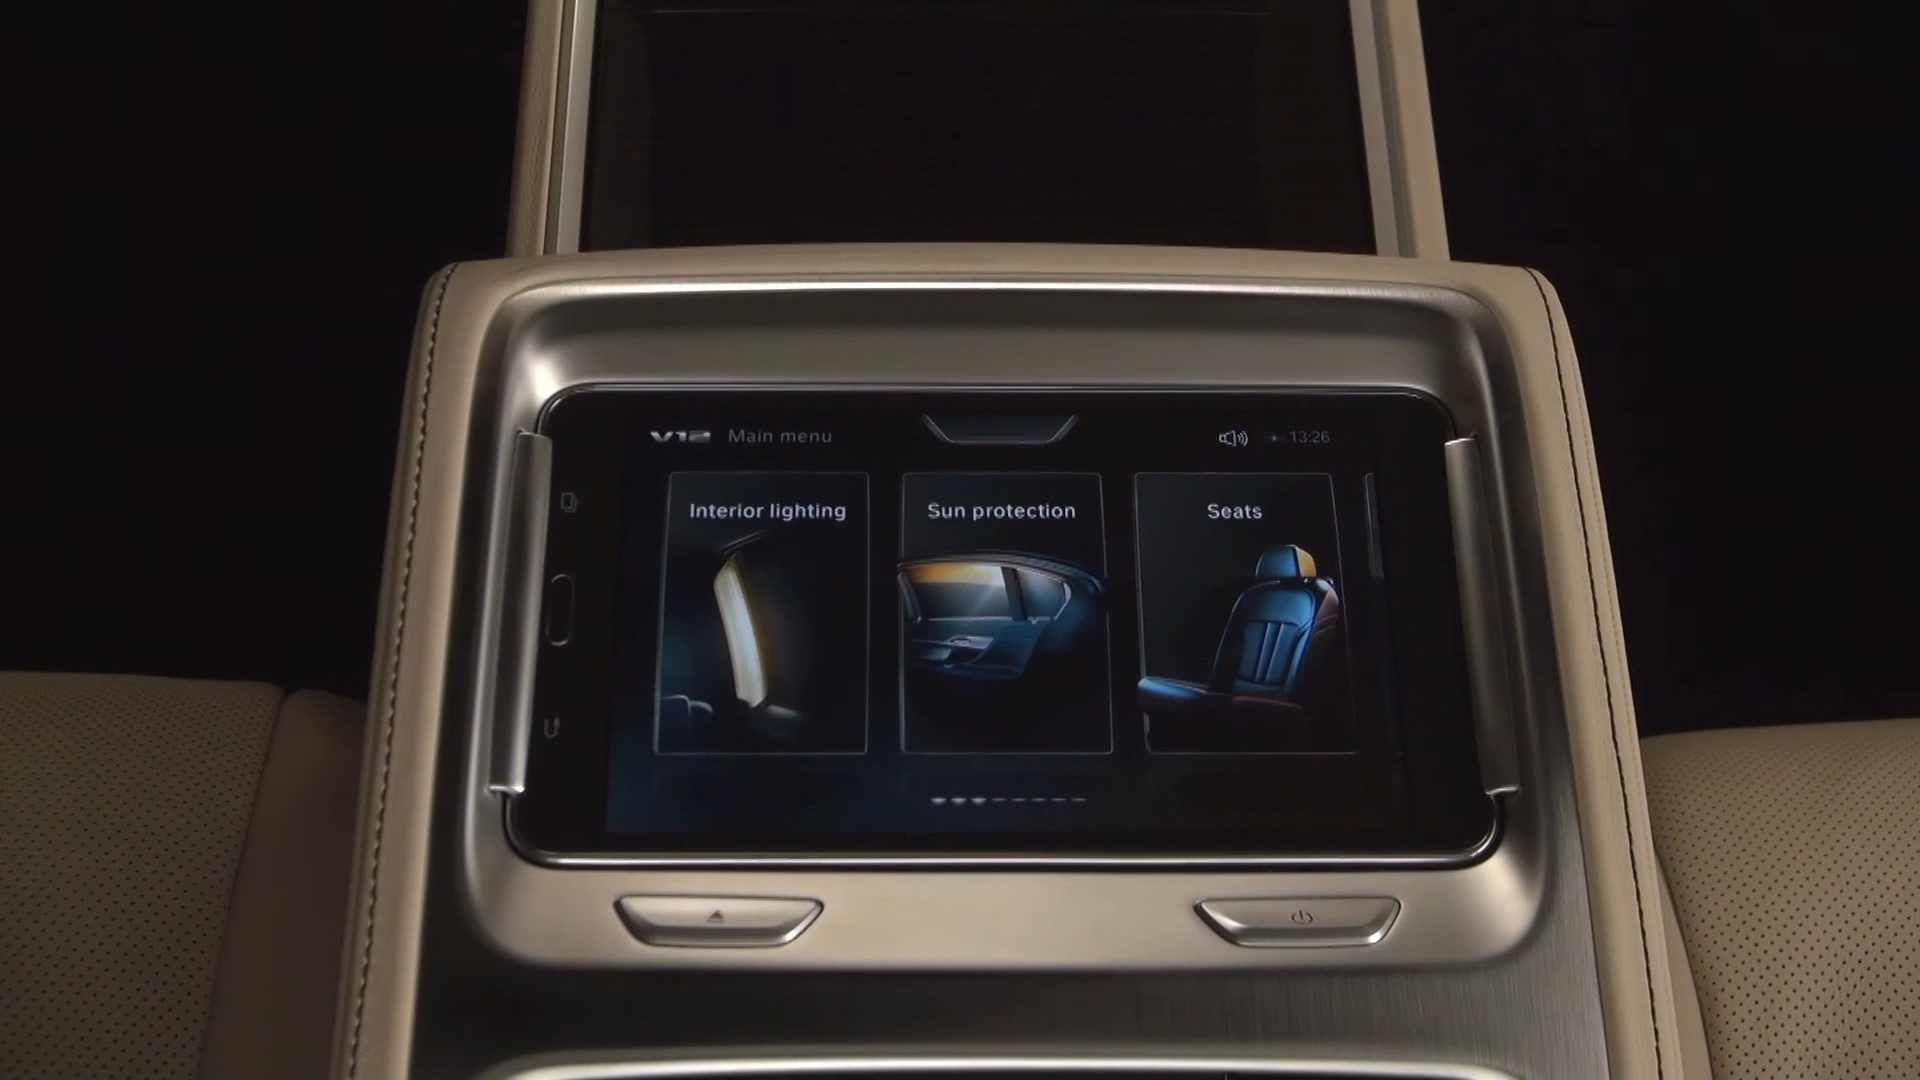 V12 Main menu 13:26
Interior lighting
Sun protection
Seats